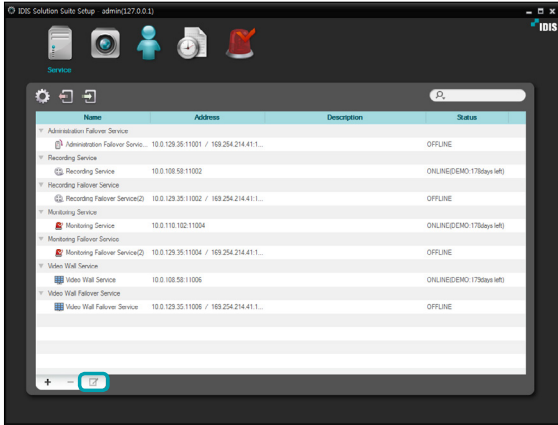 IDIS Solution Suite Setup admin(127.0.0.1)
IDIS
Service
Name Address Description Status
Administration Failover Service
Administration Failover Servic... 10.0.129.35:11001 / 169.254.214.41:1... OFFLINE
Recording Service
Recording Service 10.0.108.58:11002 ONLINE(DEMO:178days left)
Recording Failover Service
Recording Failover Service(2) 10.0.129.35:11002 / 169.254.214.41:1... OFFLINE
Monitoring Service
Monitoring Service 10.0.110.102:11004 ONLINE(DEMO:178days left)
Monitoring Failover Service
Monitoring Failover Service(2) 10.0.129.35:11004 / 169.254.214.41:1... OFFLINE
Video Wall Service
Video Wall Service 10.0.108.58:11006 ONLINE(DEMO:179days left)
Video Wall Failover Service
Video Wall Failover Service 10.0.129.35:11006 / 169.254.214.41:1... OFFLINE